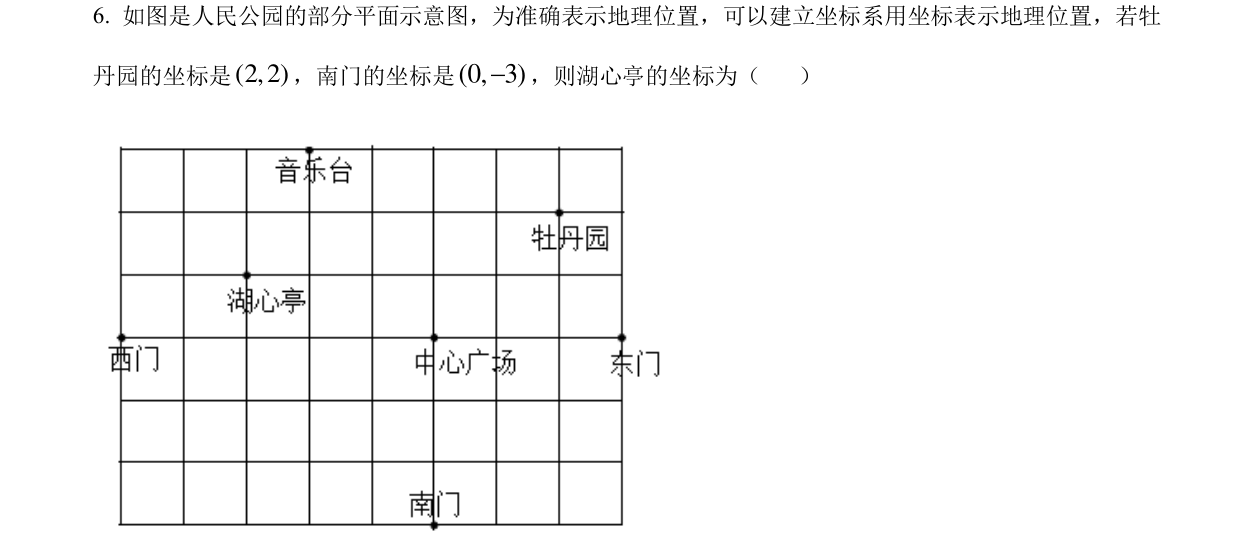 6. 如图是人民公园的部分平面示意图，为准确表示地理位置，可以建立坐标系用坐标表示地理位置，若牡
丹园的坐标是(2,2)，南门的坐标是(0,−3)，则湖心亭的坐标为（　　）
音乐台
牡丹园
湖心亭
西门
中心广场
东门
南门